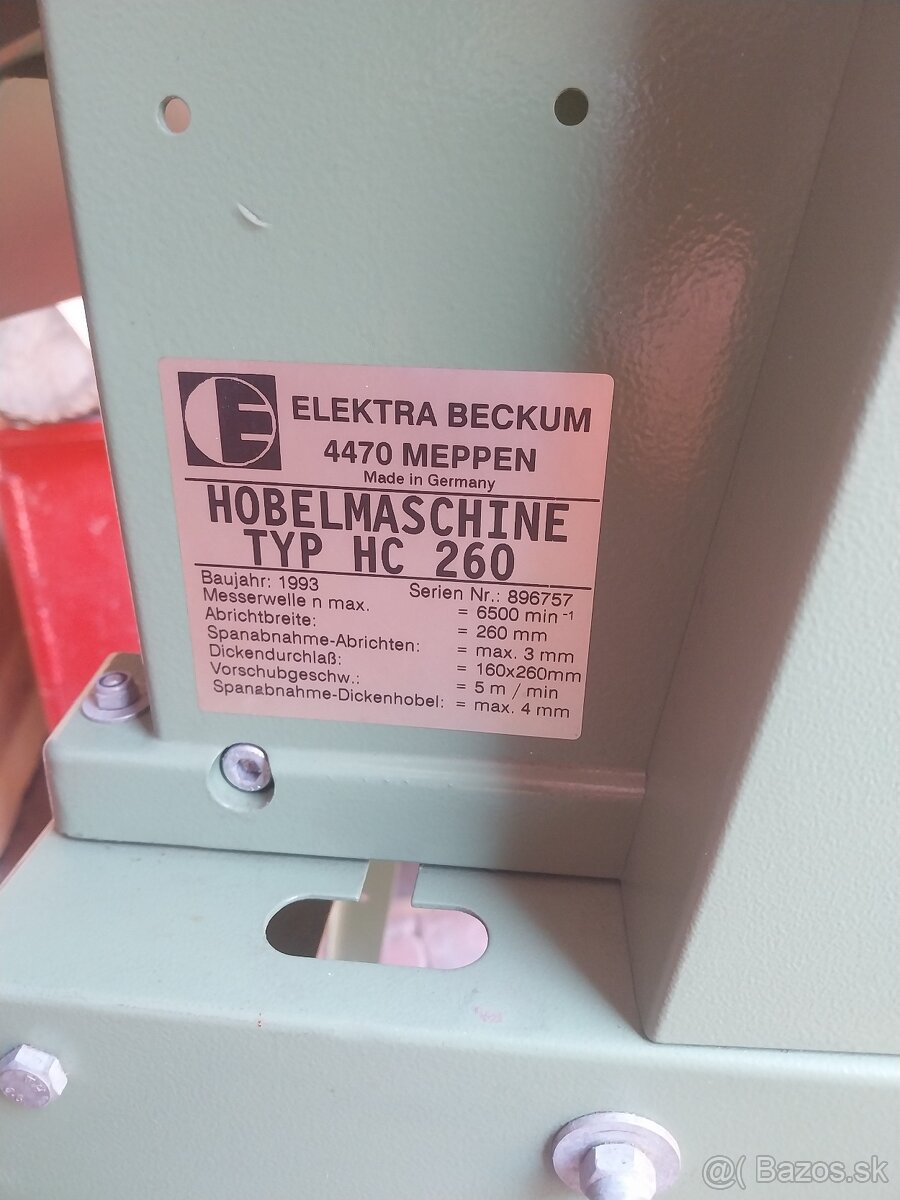 E
ELEKTRA BECKUM
4470 MEPPEN
Made in Germany
HOBELMASCHINE
TYP HC 260
Baujahr: 1993 Serien Nr.: 896757
Messerwelle n max. = 6500 min⁻¹
Abrichtbreite: = 260 mm
Spanabnahme-Abrichten: = max. 3 mm
Dickendurchlaß: = 160x260mm
Vorschubgeschw.: = 5 m / min
Spanabnahme-Dickenhobel: = max. 4 mm
@( Bazos.sk